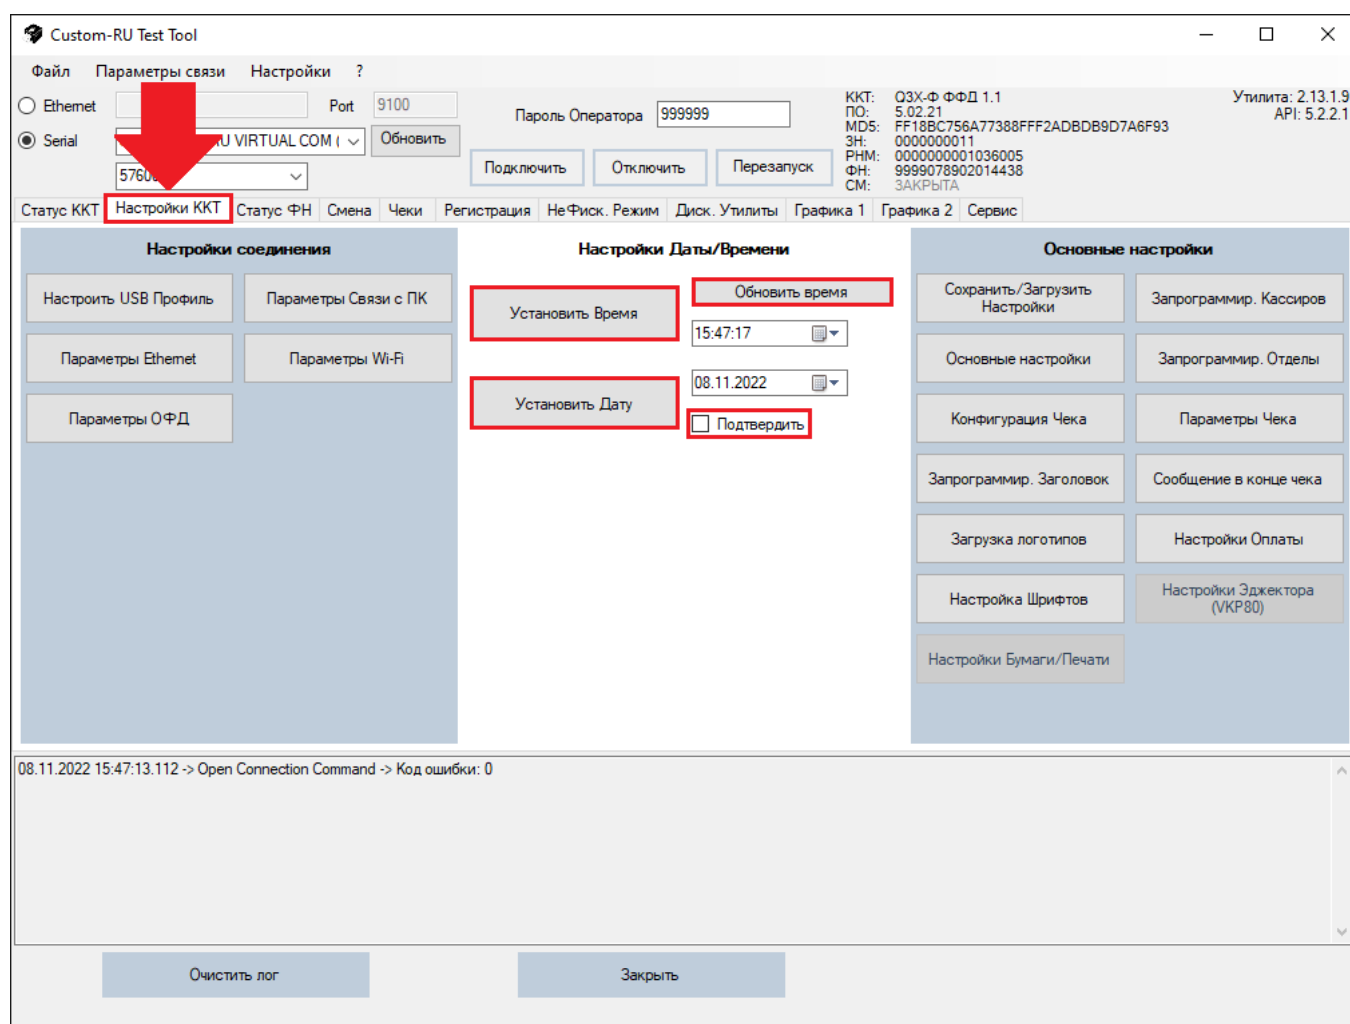 Custom-RU Test Tool
Файл Параметры связи Настройки ?
Ethernet
Port 9100
Serial
RU VIRTUAL COM (
Обновить
Пароль Оператора 999999
Подключить Отключить Перезапуск
ККТ: Q3X-Ф ФФД 1.1
ПО: 5.02.21
MD5: FF18BC756A77388FFF2ADBDB9D7A6F93
ЗН: 0000000011
РНМ: 0000000001036005
ФН: 9999078902014438
СМ: ЗАКРЫТА
Утилита: 2.13.1.9
API: 5.2.2.1
Статус ККТ Настройки ККТ Статус ФН Смена Чеки Регистрация НеФиск. Режим Диск. Утилиты Графика 1 Графика 2 Сервис
Настройки соединения
Настроить USB Профиль Параметры Связи с ПК
Параметры Ethernet Параметры Wi-Fi
Параметры ОФД
Настройки Даты/Времени
Установить Время
Обновить время
15:47:17
Установить Дату
08.11.2022
Подтвердить
Основные настройки
Сохранить/Загрузить
Настройки
Запрограммир. Кассиров
Основные настройки Запрограммир. Отделы
Конфигурация Чека Параметры Чека
Запрограммир. Заголовок Сообщение в конце чека
Загрузка логотипов Настройки Оплаты
Настройка Шрифтов
Настройки Эджектора
(VKP80)
Настройки Бумаги/Печати
08.11.2022 15:47:13.112 -> Open Connection Command -> Код ошибки: 0
Очистить лог Закрыть